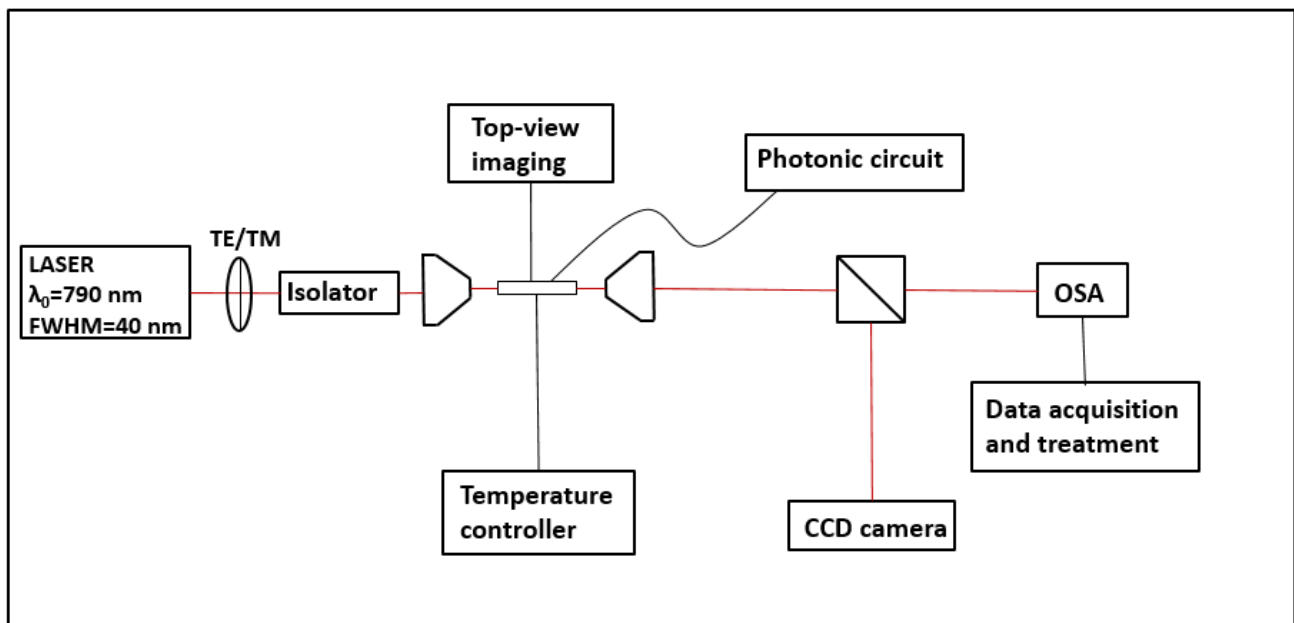 Top-view
imaging
Photonic circuit
TE/TM
LASER
λ₀=790 nm
FWHM=40 nm
Isolator
OSA
Data acquisition
and treatment
Temperature
controller
CCD camera